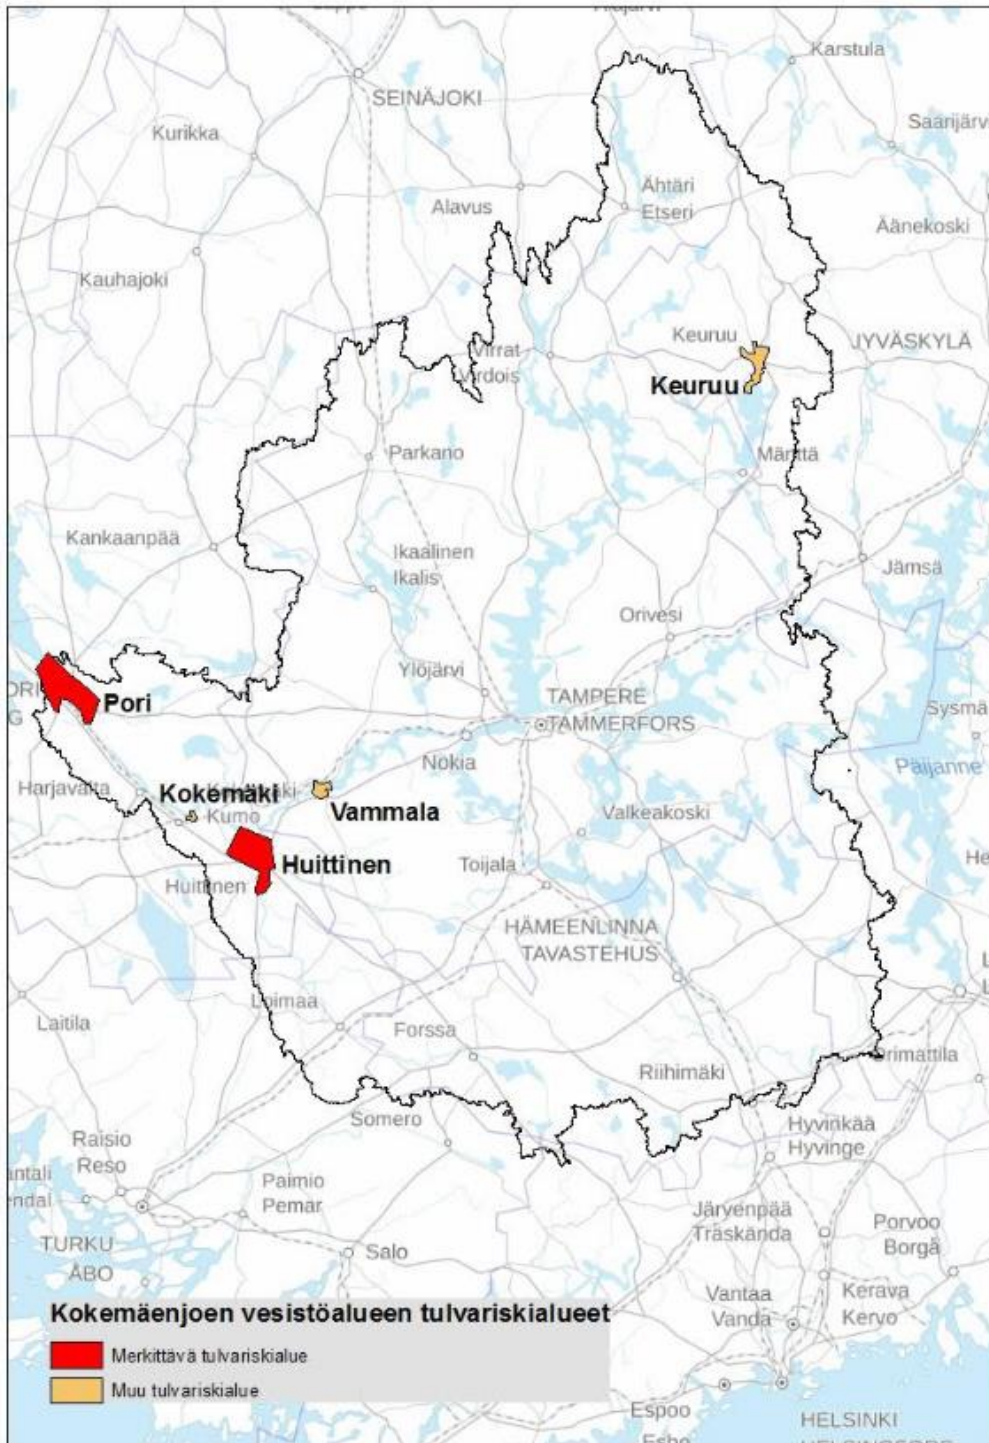 Karstula
SEINÄJOKI
Kurikka
Saarijärvi
Ähtäri
Etseri
Alavus
Äänekoski
Kauhajoki
Keuruu
JYVÄSKYLÄ
Virrat
Virdois
Keuruu
Parkano
Mänttä
Kankaanpää
Ikaalinen
Ikalis
Jämsä
Orivesi
Ylöjärvi
TAMPERE
TAMMERFORS
Pori
Sysmä
Nokia
Päijänne
Harjavalta
Kokemäki
Kumo
Vammala
Valkeakoski
Huittinen
Toijala
Huittinen
HÄMEENLINNA
TAVASTEHUS
Loimaa
Laitila
Forssa
Orimattila
Riihimäki
Somero
Hyvinkää
Hyvinge
Raisio
Reso
Paimio
Pemar
Järvenpää
Träskända
Porvoo
Borgå
TURKU
ÅBO
Salo
Vantaa
Vanda
Kerava
Kervo
Kokemäenjoen vesistöalueen tulvariskialueet
Merkittävä tulvariskialue
Muu tulvariskialue
Espoo
Esbo
HELSINKI